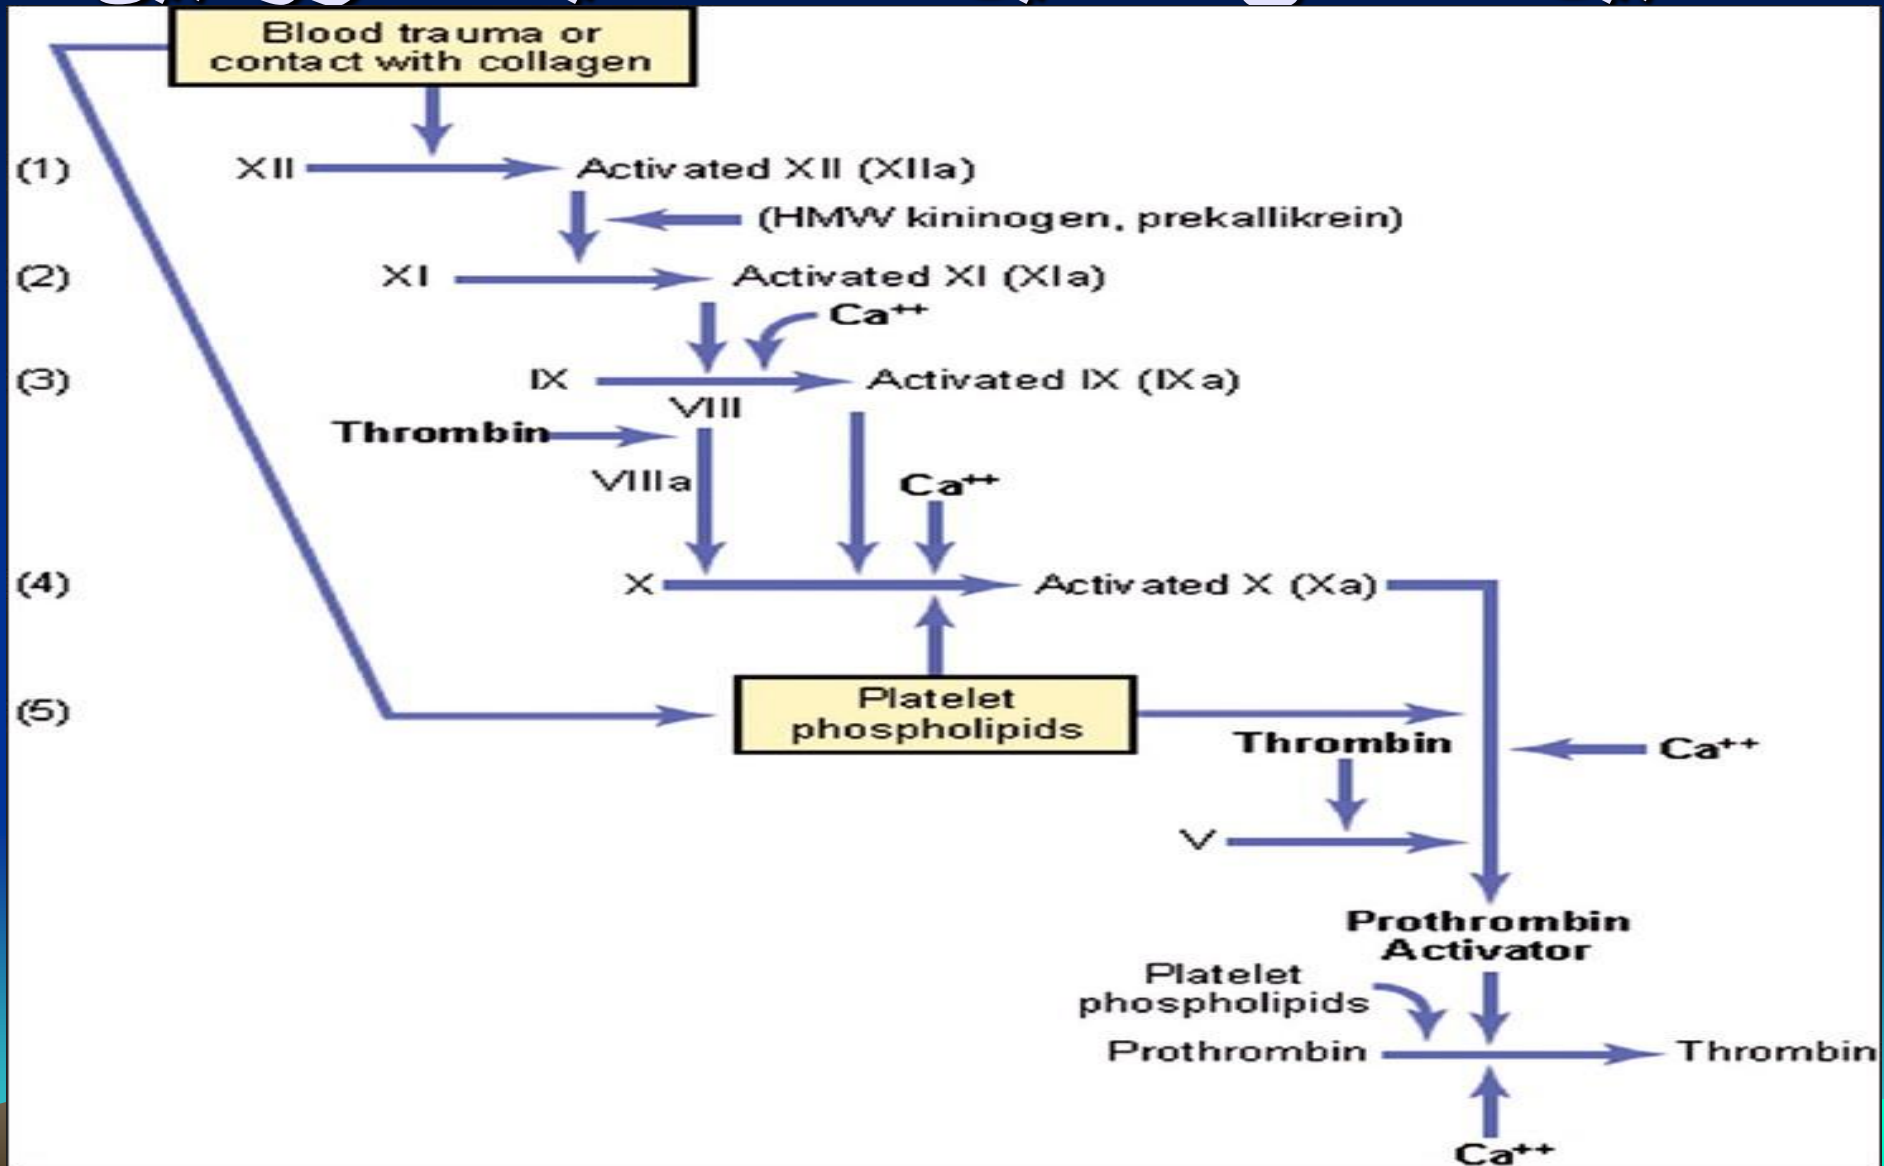 Blood trauma or
contact with collagen
(1) XII Activated XII (XIIa)
(HMW kininogen, prekallikrein)
(2) XI Activated XI (XIa)
Ca++
(3) IX Activated IX (IXa)
VIII
Thrombin
VIIIa Ca++
(4) X Activated X (Xa)
(5) Platelet
phospholipids
Thrombin Ca++
V
Prothrombin
Activator
Platelet
phospholipids
Prothrombin Thrombin
Ca++